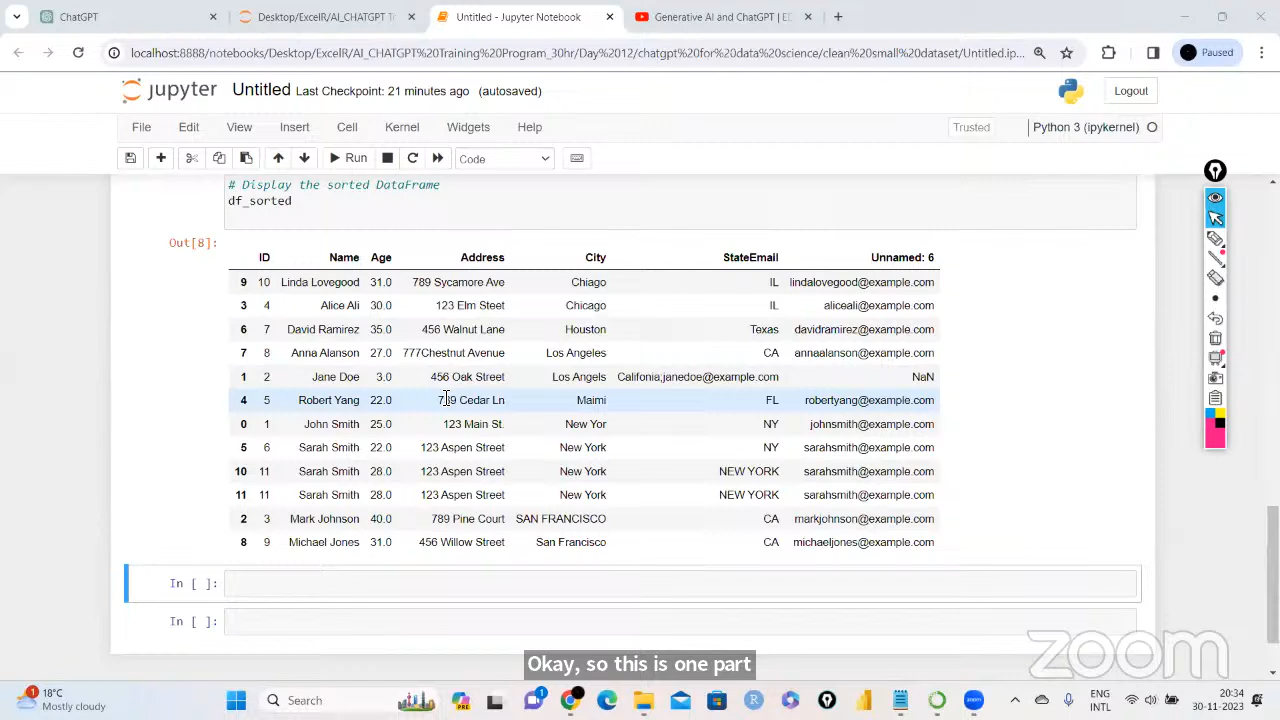 ChatGPT
Desktop/ExcelR/AI_CHATGPT Tr
Untitled - Jupyter Notebook
Generative AI and ChatGPT | ED
localhost:8888/notebooks/Desktop/ExcelR/AI_CHATGPT%20Training%20Program_30hr/Day%2012/chatgpt%20for%20data%20science/clean%20small%20dataset/Untitled.ip...
Paused
jupyter Untitled Last Checkpoint: 21 minutes ago (autosaved)
Logout
File Edit View Insert Cell Kernel Widgets Help
Trusted
Python 3 (ipykernel)
Run
Code
# Display the sorted DataFrame
df_sorted
Out[8]:
ID Name Age Address City StateEmail Unnamed: 6
9 10 Linda Lovegood 31.0 789 Sycamore Ave Chiago IL lindalovegood@example.com
3 4 Alice Ali 30.0 123 Elm Steet Chicago IL aliceali@example.com
6 7 David Ramirez 35.0 456 Walnut Lane Houston Texas davidramirez@example.com
7 8 Anna Alanson 27.0 777Chestnut Avenue Los Angeles CA annaalanson@example.com
1 2 Jane Doe 3.0 456 Oak Street Los Angels Califonia;janedoe@example.com NaN
4 5 Robert Yang 22.0 789 Cedar Ln Maimi FL robertyang@example.com
0 1 John Smith 25.0 123 Main St. New Yor NY johnsmith@example.com
5 6 Sarah Smith 22.0 123 Aspen Street New York NY sarahsmith@example.com
10 11 Sarah Smith 28.0 123 Aspen Street New York NEW YORK sarahsmith@example.com
11 11 Sarah Smith 28.0 123 Aspen Street New York NEW YORK sarahsmith@example.com
2 3 Mark Johnson 40.0 789 Pine Court SAN FRANCISCO CA markjohnson@example.com
8 9 Michael Jones 31.0 456 Willow Street San Francisco CA michaeljones@example.com
In [ ]:
In [ ]:
Okay, so this is one part
zoom
1
18°C
Mostly cloudy
Search
PRE
1
R
ENG
INTL
20:34
30-11-2023